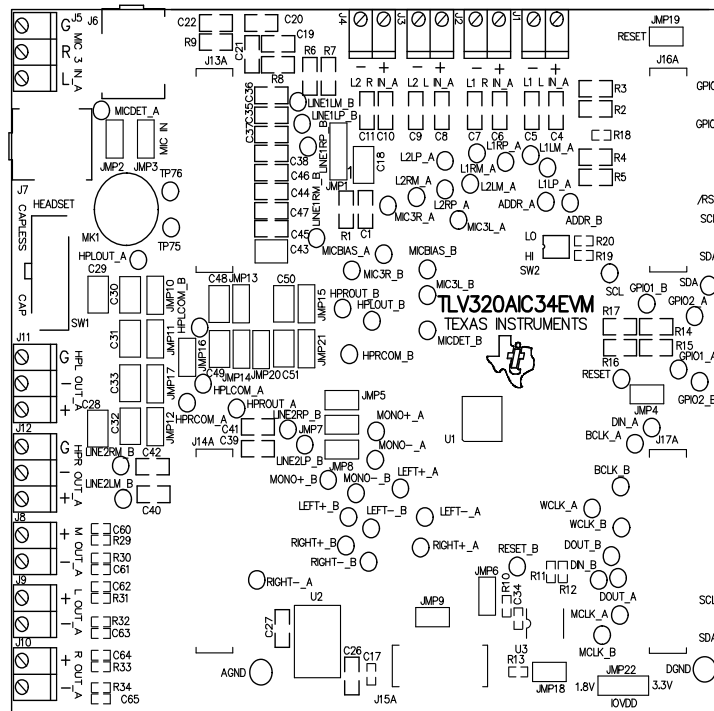 J5
J6
C22
C20
R9
C21
C19
R6
R7
J4
J3
J2
J1
JMP19
RESET
J13A
J16A
G
R
L
MIC 3 IN_A
R8
− + − + − + − +
L2 R IN_A
L2 L IN_A
L1 R IN_A
L1 L IN_A
GPIO
C36
C35
C37
LINE1LM_B
LINE1LP_B
LINE1RP_B
R3
R2
MICDET_A
C11
C10
C9
C8
C7
C6
C5
C4
R18
GPIO
JMP2
JMP3
MIC IN
C38
C18
L2LP_A
L1RP_A
L1LM_A
R4
R5
J7
TP76
C46
C44
JMP1
1
L2RM_A
L1RM_A
L2LM_A
L1LP_A
HEADSET
CAPLESS
CAP
MK1
TP75
C47
C45
C43
LINE1RM_B
R1
C1
MIC3R_A
L2RP_A
MIC3L_A
ADDR_A
ADDR_B
/RS
SCL
HPLOUT_A
MICBIAS_A
MICBIAS_B
LO
HI
SW2
R20
R19
SDA
C29
C30
JMP10
C48
JMP13
C50
JMP15
MIC3R_B
MIC3L_B
SCL
SDA
HPLCOM_B
HPROUT_B
HPLOUT_B
TLV320AIC34EVM
TEXAS INSTRUMENTS
GPIO1_B
GPIO2_A
SW1
C31
JMP11
JMP16
JMP21
MICDET_B
R17
R14
J11
G
−
+
HPL OUT_A
C33
JMP17
C49
JMP14
JMP20
C51
HPRCOM_B
R15
R16
GPIO1_A
HPLCOM_A
RESET
C28
C32
JMP12
HPRCOM_A
HPROUT_A
JMP5
JMP4
GPIO2_B
J12
LINE2RP_B
MONO+_A
DIN_A
G
−
+
HPR OUT_A
LINE2RM_B
J14A
C41
C39
JMP7
U1
BCLK_A
J17A
C42
LINE2LP_B
JMP8
MONO−_A
LINE2LM_B
MONO+_B
MONO−_B
LEFT+_A
BCLK_B
C40
J8
LEFT+_B
LEFT−_B
LEFT−_A
WCLK_A
WCLK_B
+
−
M OUT_A
C60
R29
R30
C61
RIGHT+_B
RIGHT+_A
DOUT_B
RIGHT−_B
RESET_B
DIN_B
J9
RIGHT−_A
JMP6
R10
R11
R12
DOUT_A
+
−
L OUT_A
C62
R31
R32
C63
U2
C27
JMP9
C34
MCLK_A
SCL
SDA
J10
U3
MCLK_B
+
−
R OUT_A
C64
R33
R34
C65
AGND
C26
C17
J15A
R13
JMP18
JMP22
1.8V
3.3V
IOVDD
DGND